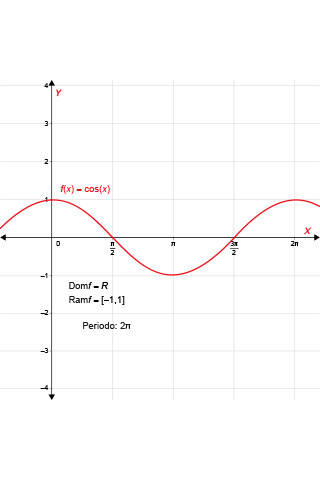 4
Y
3
2
f(x) = cos(x)
1
X
0 π/2 π 3π/2 2π
−1
Domf = R
Ramf = [−1,1]
−2
Periodo: 2π
−3
−4